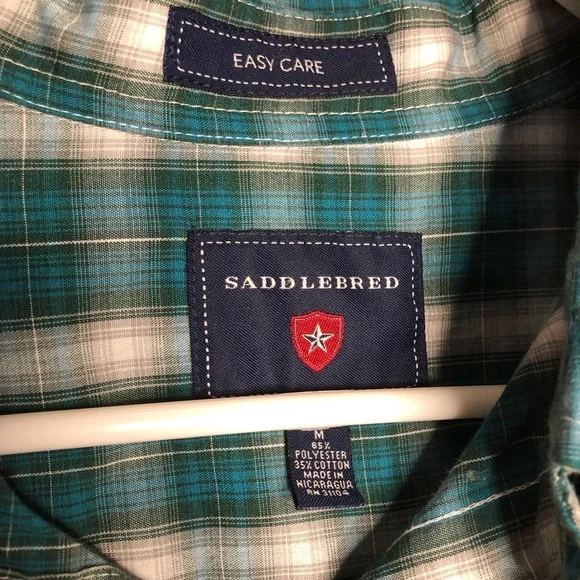 EASY CARE
SADDLEBRED
M
65%
POLYESTER
35% COTTON
MADE IN
NICARAGUA
RN 31104